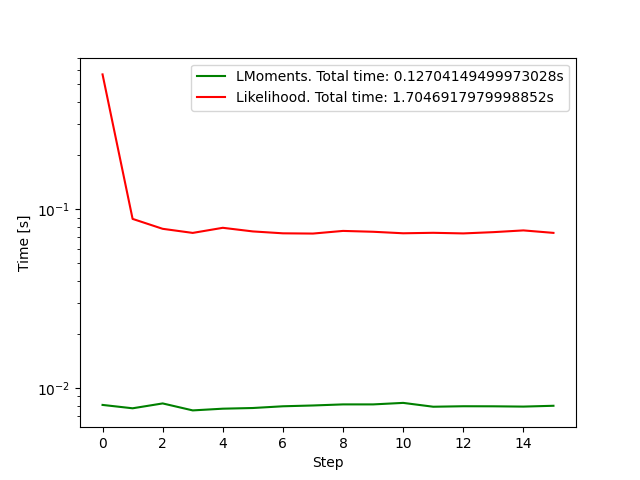 LMoments. Total time: 0.12704149499973028s
Likelihood. Total time: 1.7046917979998852s
10⁻¹
10⁻²
Time [s]
0 2 4 6 8 10 12 14
Step